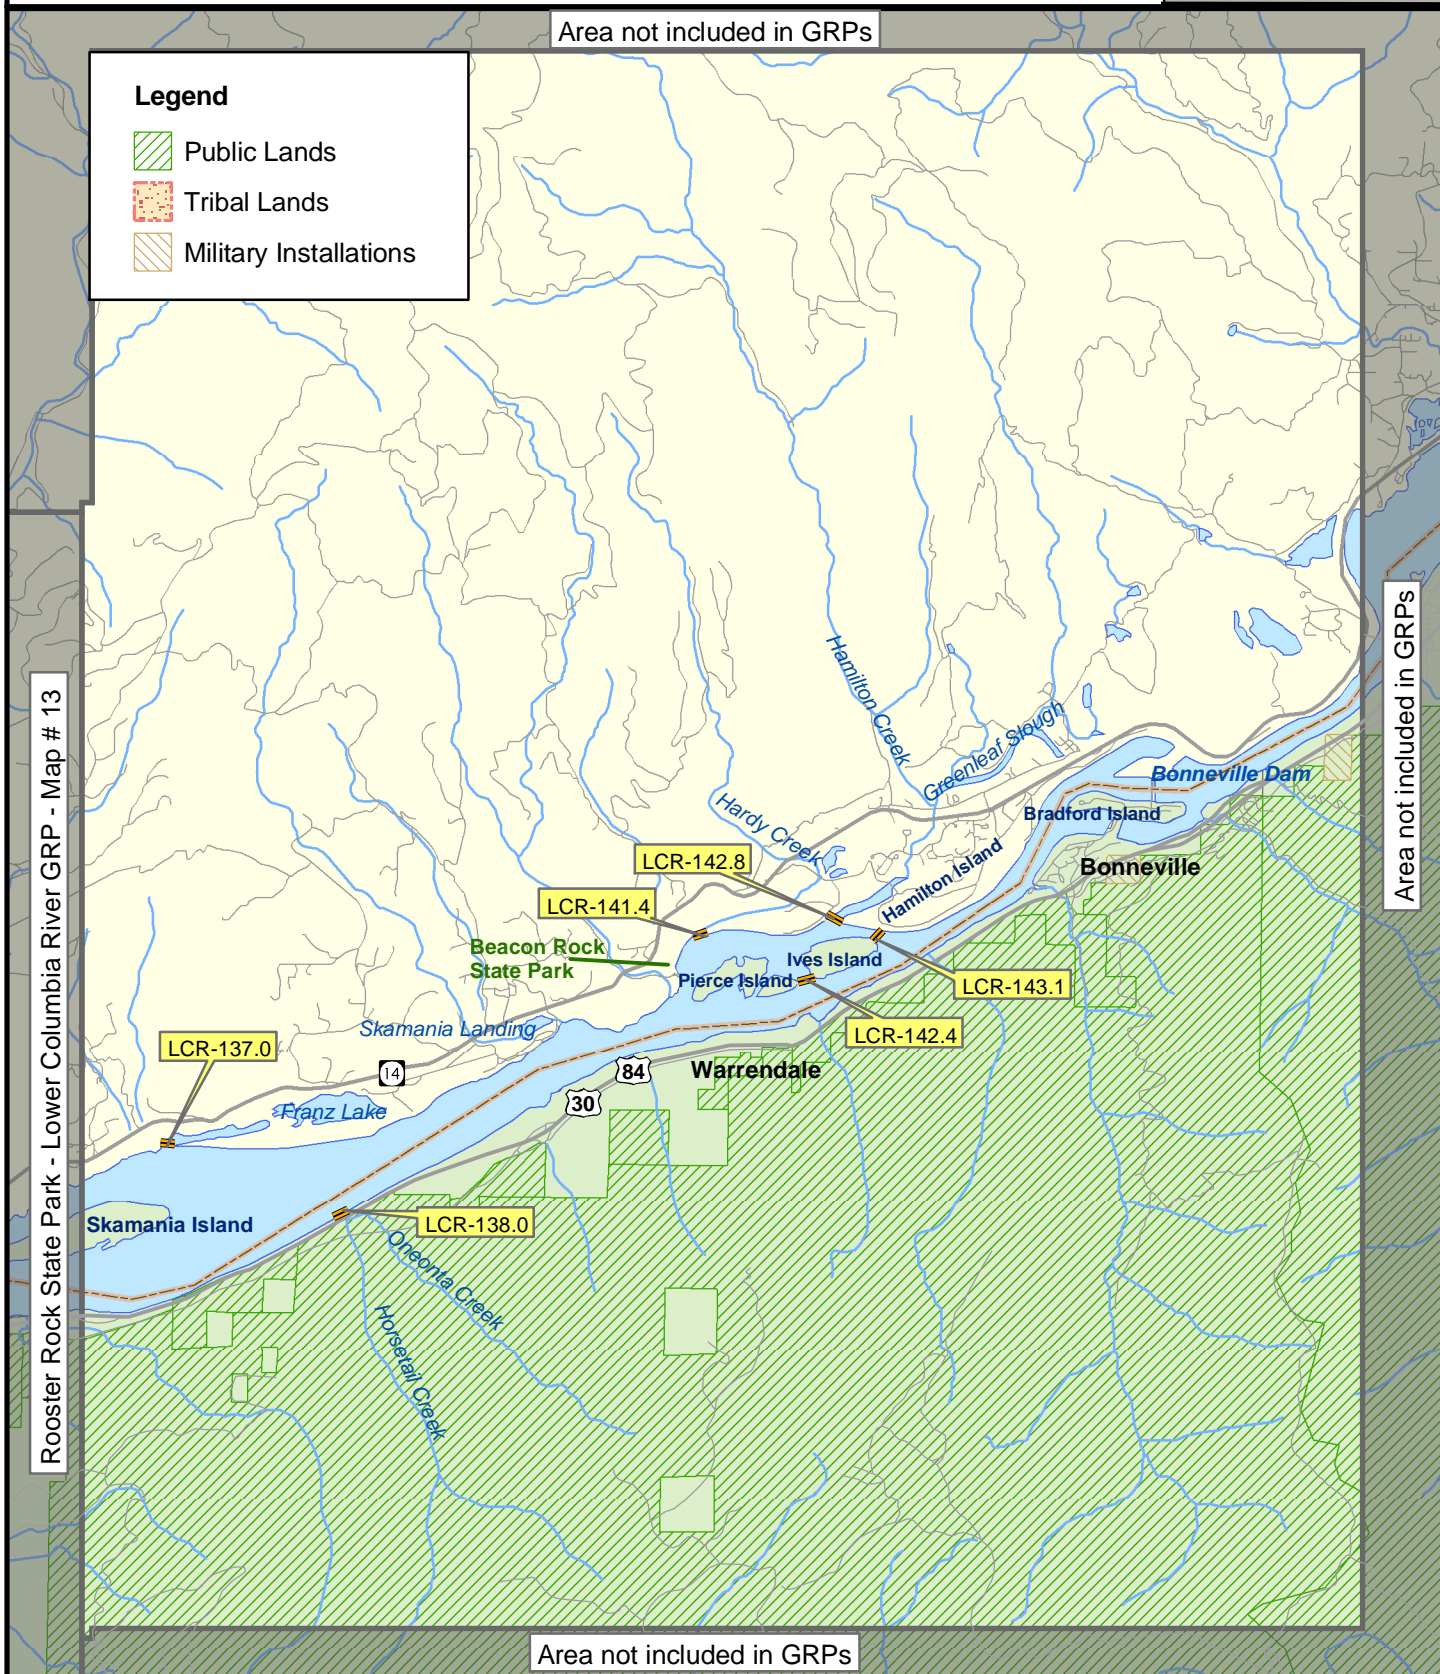 Area not included in GRPs
Legend
Public Lands
Tribal Lands
Military Installations
Area not included in GRPs
Rooster Rock State Park - Lower Columbia River GRP - Map # 13
Hamilton Creek
Greenleaf Slough
Bonneville Dam
Bradford Island
Hardy Creek
LCR-142.8
Bonneville
Hamilton Island
LCR-141.4
Beacon Rock
State Park
Ives Island
Pierce Island
LCR-143.1
Skamania Landing
LCR-142.4
LCR-137.0
14
84
Warrendale
30
Franz Lake
Skamania Island
LCR-138.0
Oneonta Creek
Horsetail Creek
Area not included in GRPs